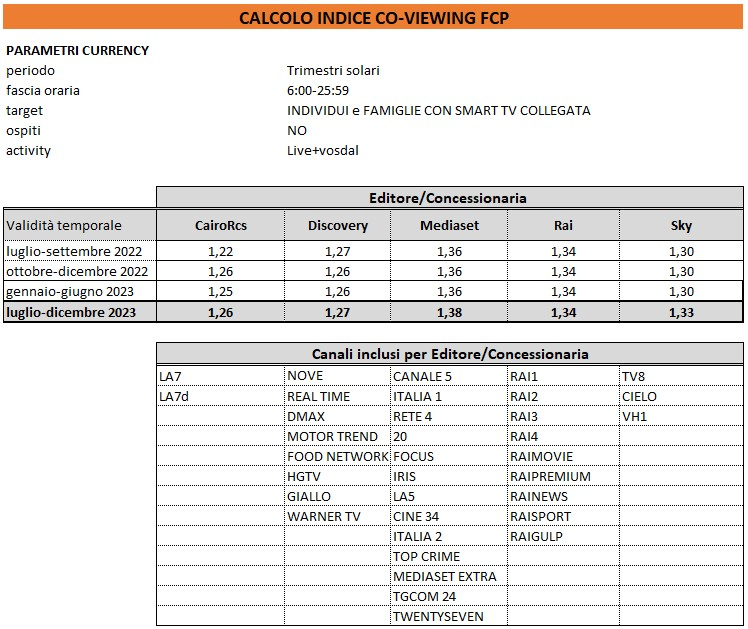 CALCOLO INDICE CO-VIEWING FCP
PARAMETRI CURRENCY
periodo Trimestri solari
fascia oraria 6:00-25:59
target INDIVIDUI e FAMIGLIE CON SMART TV COLLEGATA
ospiti NO
activity Live+vosdal
Editore/Concessionaria
Validità temporale CairoRcs Discovery Mediaset Rai Sky
luglio-settembre 2022 1,22 1,27 1,36 1,34 1,30
ottobre-dicembre 2022 1,26 1,26 1,36 1,34 1,30
gennaio-giugno 2023 1,25 1,26 1,36 1,34 1,30
luglio-dicembre 2023 1,26 1,27 1,38 1,34 1,33
Canali inclusi per Editore/Concessionaria
LA7 NOVE CANALE 5 RAI1 TV8
LA7d REAL TIME ITALIA 1 RAI2 CIELO
DMAX RETE 4 RAI3 VH1
MOTOR TREND 20 RAI4
FOOD NETWORK FOCUS RAIMOVIE
HGTV IRIS RAIPREMIUM
GIALLO LA5 RAINEWS
WARNER TV CINE 34 RAISPORT
ITALIA 2 RAIGULP
TOP CRIME
MEDIASET EXTRA
TGCOM 24
TWENTYSEVEN